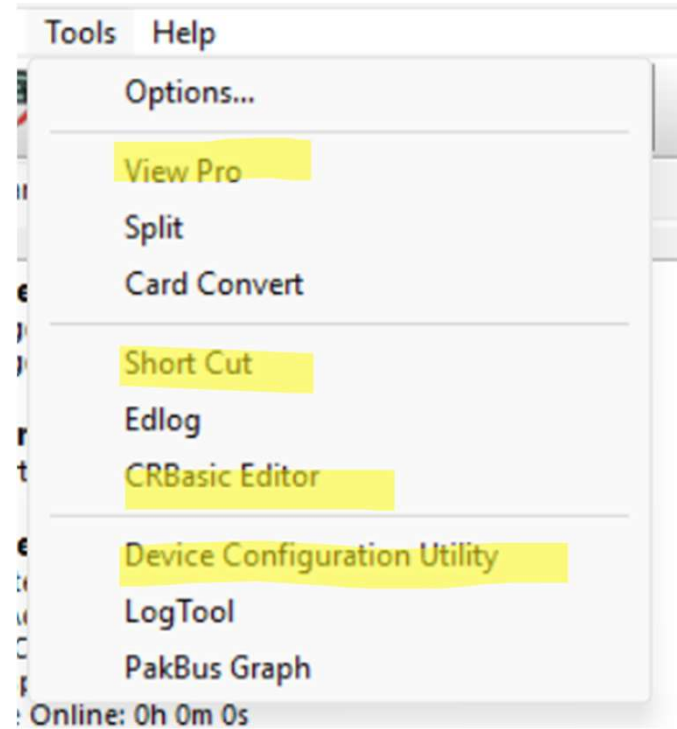 Tools Help
Options...
View Pro
Split
Card Convert
Short Cut
Edlog
CRBasic Editor
Device Configuration Utility
LogTool
PakBus Graph
Online: 0h 0m 0s